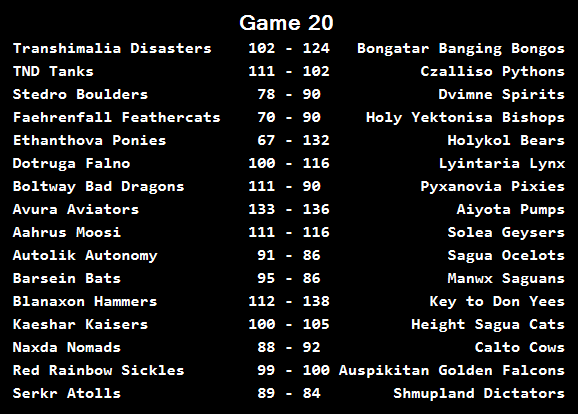 Game 20
Transhimalia Disasters 102 - 124 Bongatar Banging Bongos
TND Tanks 111 - 102 Czalliso Pythons
Stedro Boulders 78 - 90 Dvimne Spirits
Faehrenfall Feathercats 70 - 90 Holy Yektonisa Bishops
Ethanthova Ponies 67 - 132 Holykol Bears
Dotruga Falno 100 - 116 Lyintaria Lynx
Boltway Bad Dragons 111 - 90 Pyxanovia Pixies
Avura Aviators 133 - 136 Aiyota Pumps
Aahrus Moosi 111 - 116 Solea Geysers
Autolik Autonomy 91 - 86 Sagua Ocelots
Barsein Bats 95 - 86 Manwx Saguans
Blanaxon Hammers 112 - 138 Key to Don Yees
Kaeshar Kaisers 100 - 105 Height Sagua Cats
Naxda Nomads 88 - 92 Calto Cows
Red Rainbow Sickles 99 - 100 Auspikitan Golden Falcons
Serkr Atolls 89 - 84 Shmupland Dictators